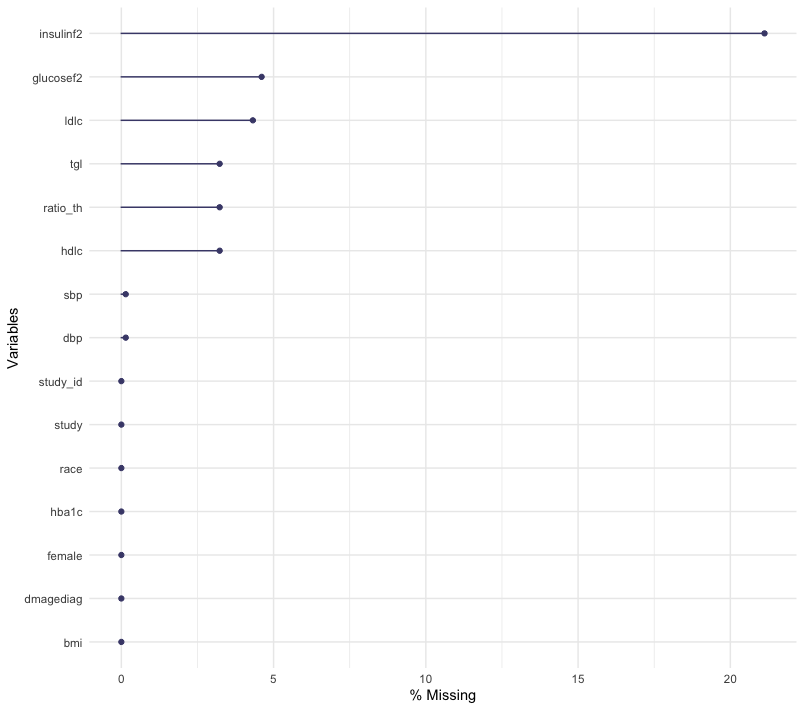 insulinf2
glucosef2
ldlc
tgl
ratio_th
hdlc
sbp
dbp
study_id
study
race
hba1c
female
dmagediag
bmi
Variables
0 5 10 15 20
% Missing